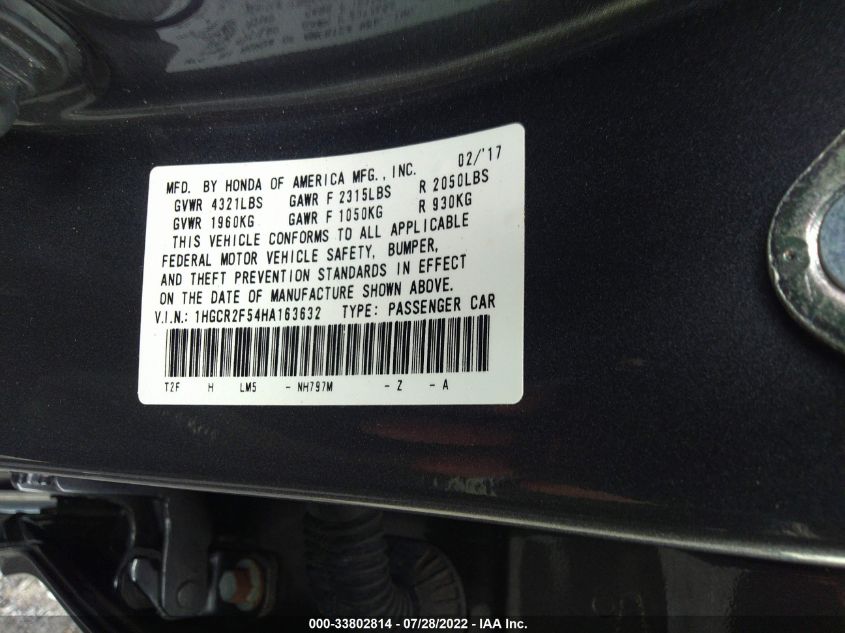 MFD. BY HONDA OF AMERICA MFG., INC. 02/'17
GVWR 4321LBS GAWR F 2315LBS R 2050LBS
GVWR 1960KG GAWR F 1050KG R 930KG
THIS VEHICLE CONFORMS TO ALL APPLICABLE
FEDERAL MOTOR VEHICLE SAFETY, BUMPER,
AND THEFT PREVENTION STANDARDS IN EFFECT
ON THE DATE OF MANUFACTURE SHOWN ABOVE.
V.I.N.: 1HGCR2F54HA163632 TYPE: PASSENGER CAR
T2F H LM5 - NH797M - Z - A
000-33802814 - 07/28/2022 - IAA Inc.